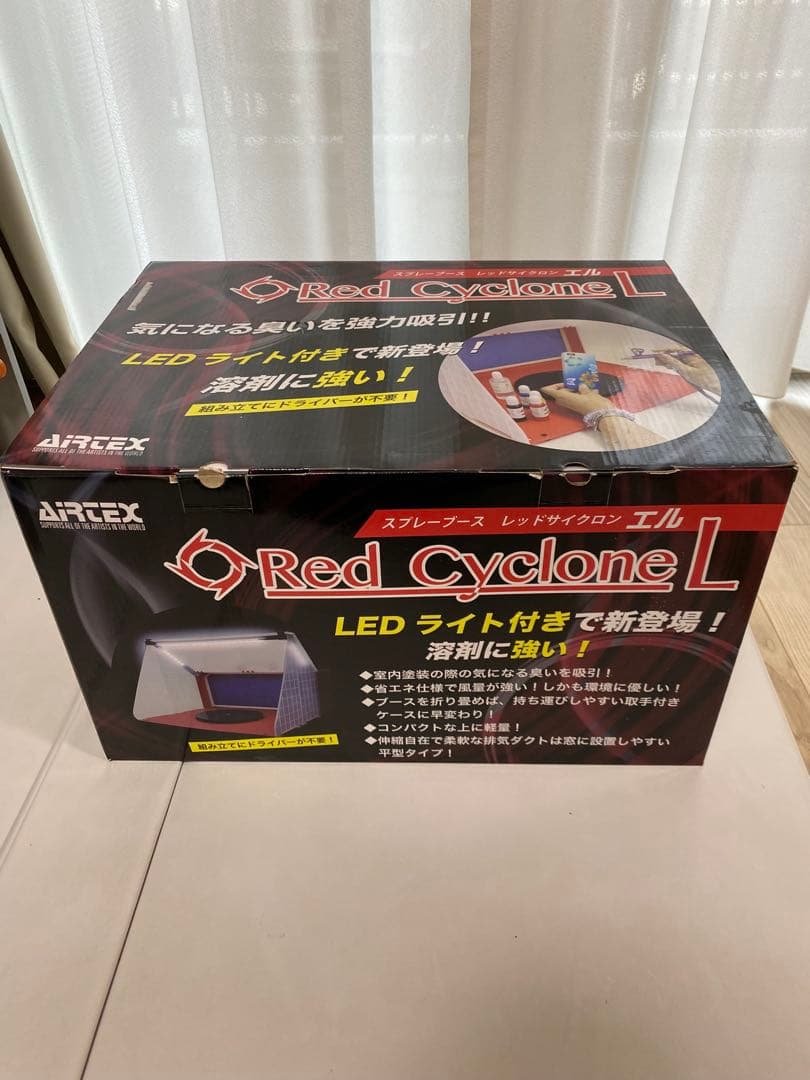 スプレーブース レッドサイクロン エル
Red Cyclone L
気になる臭いを強力吸引!!
LED ライト付きで新登場!
溶剤に強い!
組み立てにドライバーが不要!
AIRTEX
SUPPORTS ALL OF THE ARTISTS IN THE WORLD
AIRTEX
SUPPORTS ALL OF THE ARTISTS IN THE WORLD
スプレーブース レッドサイクロン エル
Red Cyclone L
LED ライト付きで新登場!
溶剤に強い!
◆室内塗装の際の気になる臭いを吸引!
◆省エネ仕様で風量が強い!しかも環境に優しい!
◆ブースを折り畳めば、持ち運びしやすい取手付き
ケースに早変わり!
◆コンパクトな上に軽量!
◆伸縮自在で柔軟な排気ダクトは窓に設置しやすい
平型タイプ!
組み立てにドライバーが不要!